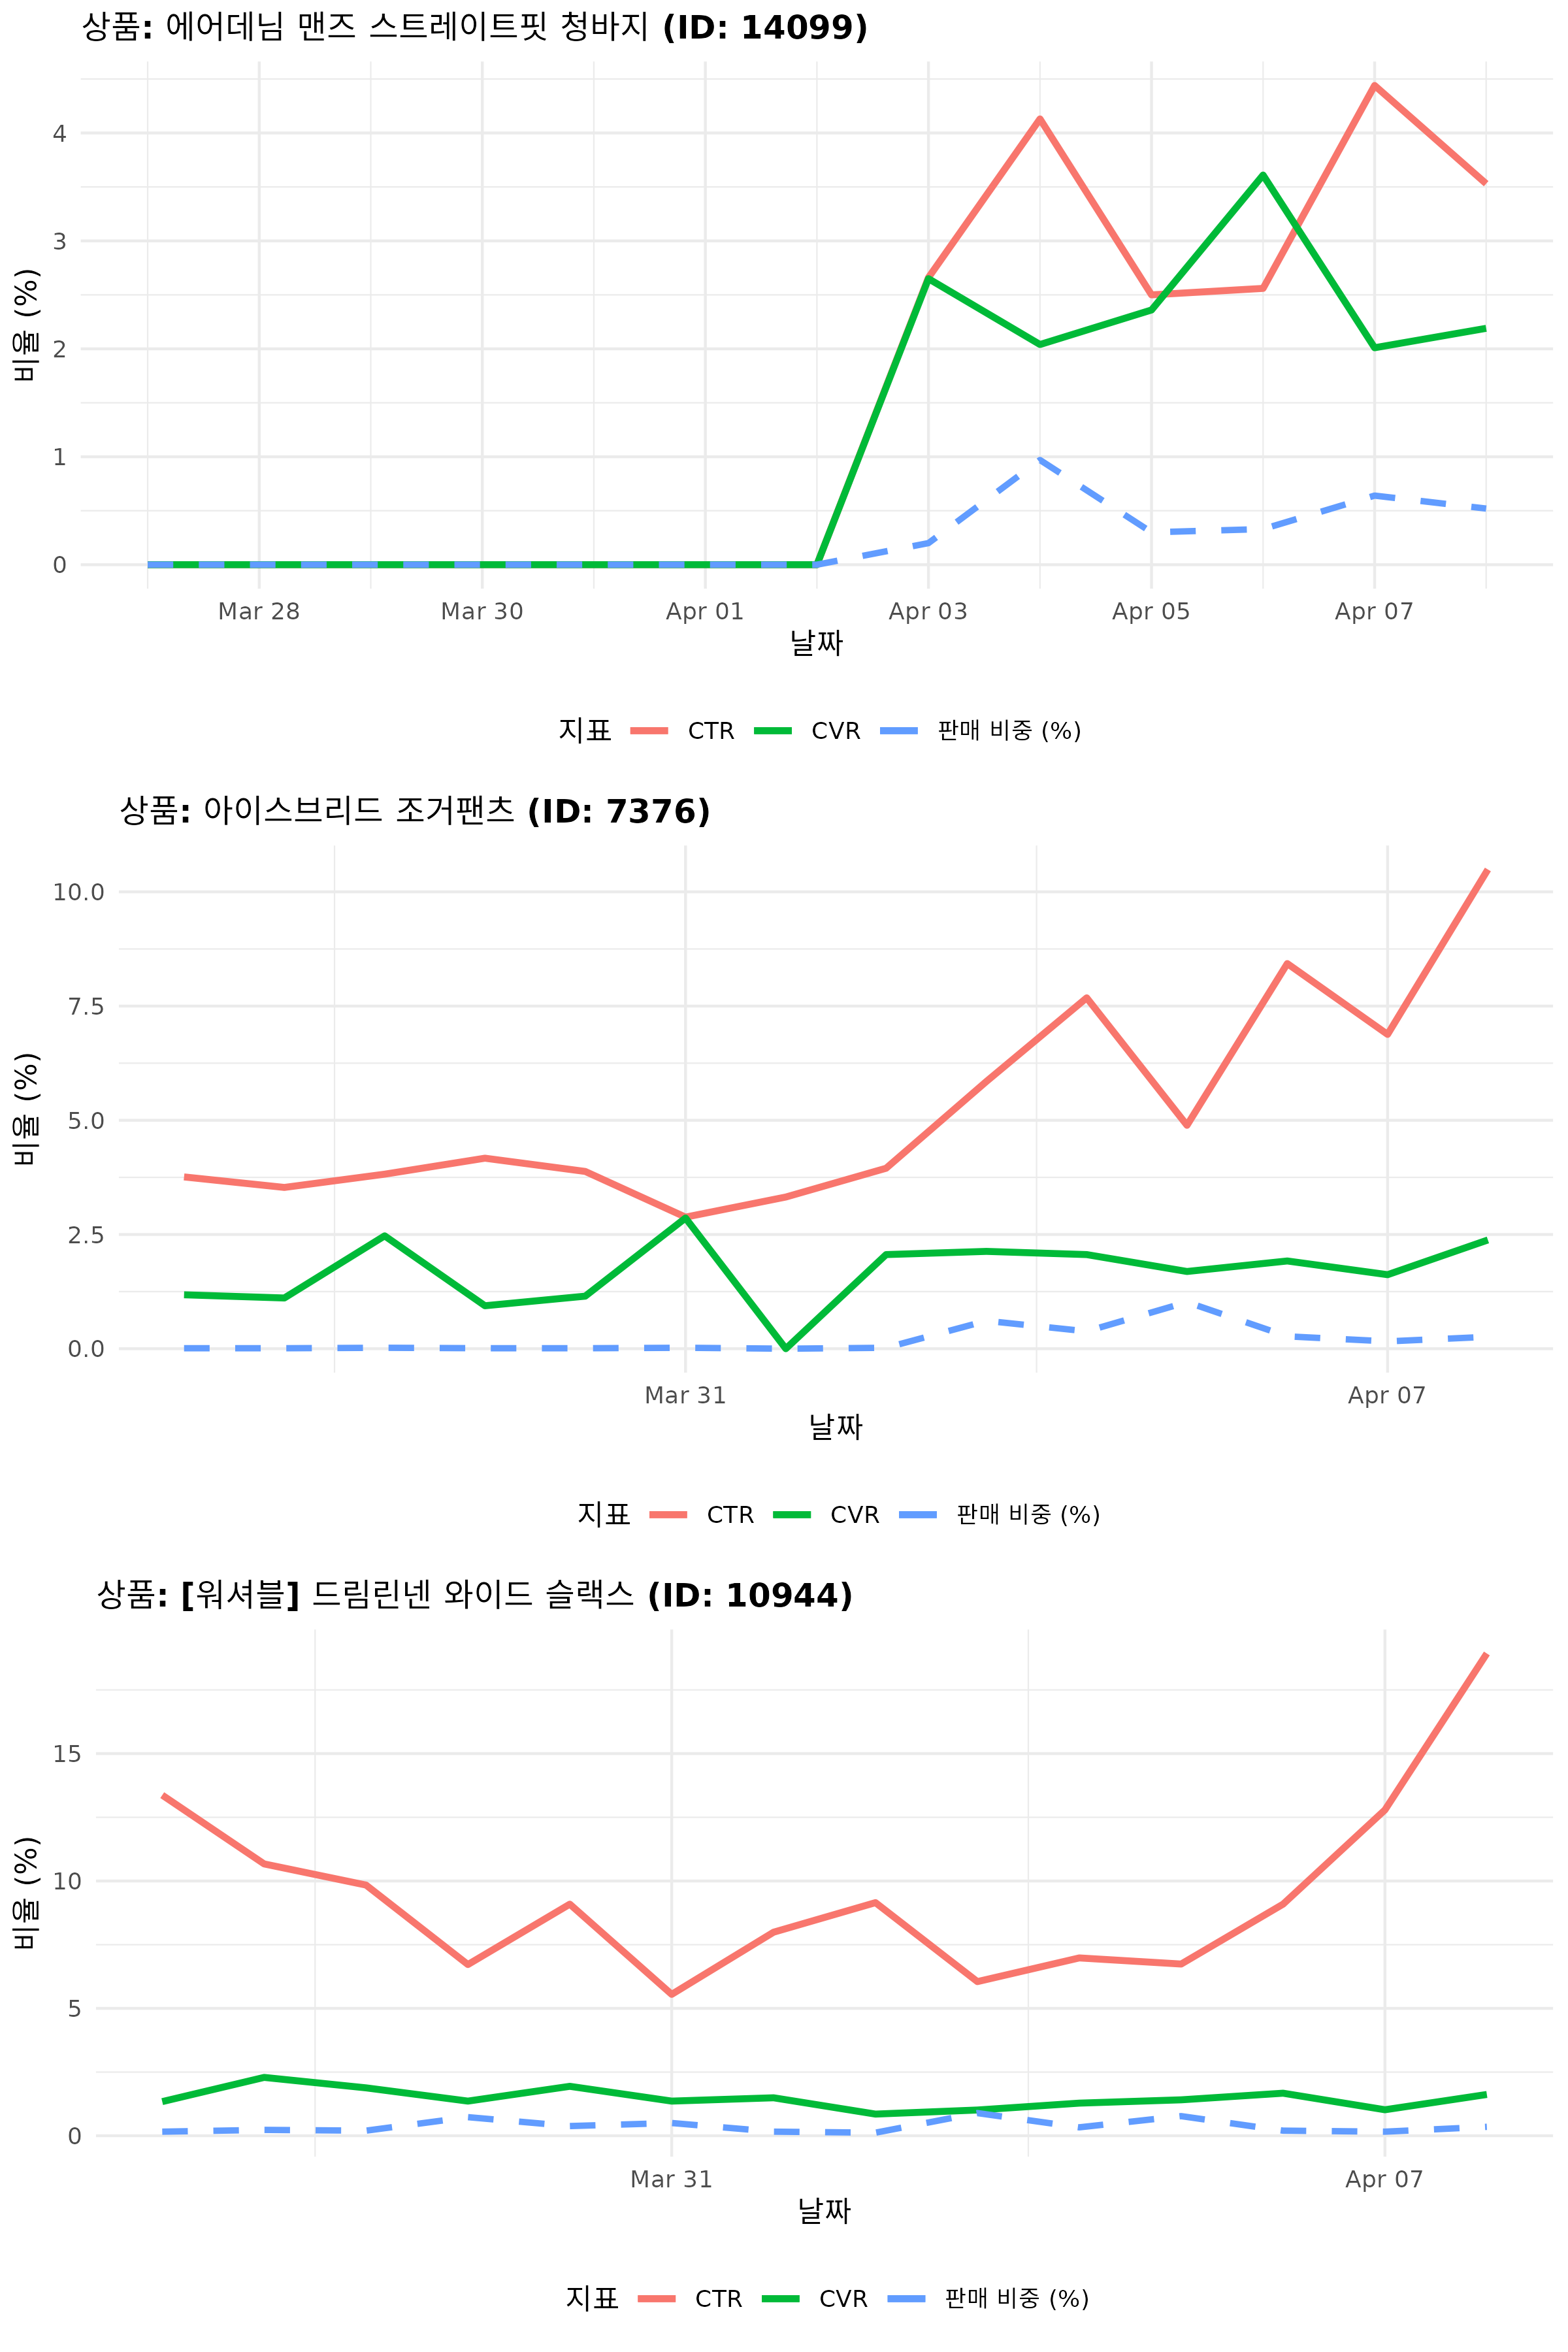 상품: 에어데님 맨즈 스트레이트핏 청바지 (ID: 14099)
비율 (%)
4
3
2
1
0
Mar 28 Mar 30 Apr 01 Apr 03 Apr 05 Apr 07
날짜
지표 CTR CVR 판매 비중 (%)
상품: 아이스브리드 조거팬츠 (ID: 7376)
비율 (%)
10.0
7.5
5.0
2.5
0.0
Mar 31 Apr 07
날짜
지표 CTR CVR 판매 비중 (%)
상품: [워셔블] 드림린넨 와이드 슬랙스 (ID: 10944)
비율 (%)
15
10
5
0
Mar 31 Apr 07
날짜
지표 CTR CVR 판매 비중 (%)